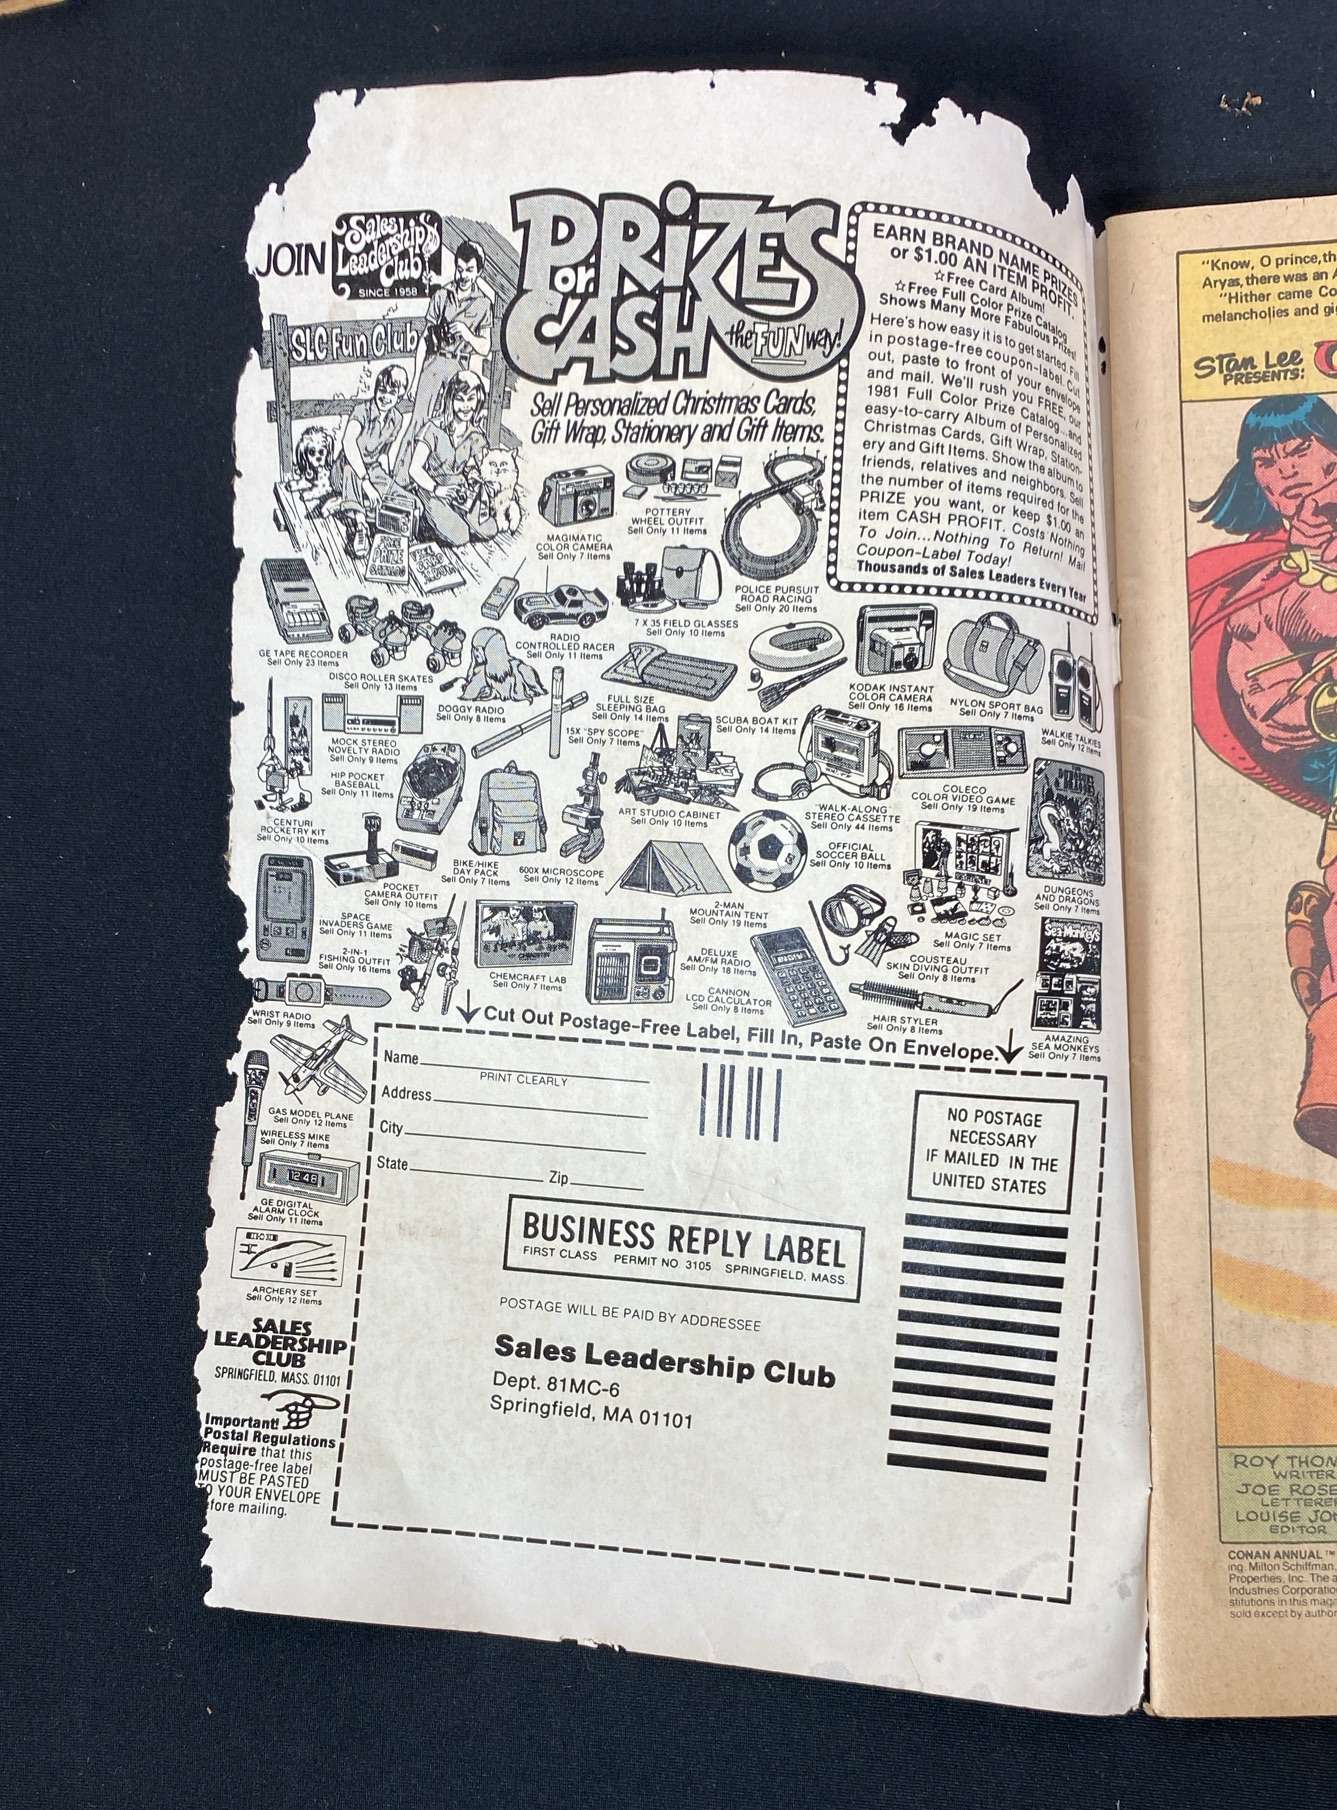 JOIN
Sales
Leadership
Club
SINCE 1958
SLC Fun Club
PRIZES
or
CASH
the FUN way!
Sell Personalized Christmas Cards,
Gift Wrap, Stationery and Gift Items.
EARN BRAND NAME PRIZES
or $1.00 AN ITEM PROFIT.
☆Free Card Album!
☆Free Full Color Prize Catalog
Shows Many More Fabulous Prizes!
Here's how easy it is to get started. Fill
in postage-free coupon-label. Cut
out, paste to front of your envelope
and mail. We'll rush you FREE, our
1981 Full Color Prize Catalog...and
easy-to-carry Album of Personalized
Christmas Cards, Gift Wrap, Station-
ery and Gift Items. Show the album to
friends, relatives and neighbors. Sell
the number of items required for the
PRIZE you want, or keep $1.00 an
item CASH PROFIT. Costs Nothing
To Join...Nothing To Return! Mail
Coupon-Label Today!
Thousands of Sales Leaders Every Year
MAGIMATIC
COLOR CAMERA
Sell Only 7 Items
POTTERY
WHEEL OUTFIT
Sell Only 11 Items
POLICE PURSUIT
ROAD RACING
Sell Only 20 Items
GE TAPE RECORDER
Sell Only 23 Items
DISCO ROLLER SKATES
Sell Only 13 Items
DOGGY RADIO
Sell Only 8 Items
RADIO
CONTROLLED RACER
Sell Only 11 Items
7 X 35 FIELD GLASSES
Sell Only 10 Items
FULL SIZE
SLEEPING BAG
Sell Only 14 Items
SCUBA BOAT KIT
Sell Only 14 Items
KODAK INSTANT
COLOR CAMERA
Sell Only 16 Items
NYLON SPORT BAG
Sell Only 7 Items
WALKIE TALKIES
Sell Only 12 Items
MOCK STEREO
NOVELTY RADIO
Sell Only 9 Items
15X "SPY SCOPE"
Sell Only 7 Items
HIP POCKET
BASEBALL
Sell Only 11 Items
CENTURI
ROCKETRY KIT
Sell Only 10 Items
ART STUDIO CABINET
Sell Only 10 Items
"WALK-ALONG"
STEREO CASSETTE
Sell Only 44 Items
COLECO
COLOR VIDEO GAME
Sell Only 19 Items
POCKET
CAMERA OUTFIT
Sell Only 10 Items
BIKE/HIKE
DAY PACK
Sell Only 7 Items
600X MICROSCOPE
Sell Only 12 Items
OFFICIAL
SOCCER BALL
Sell Only 10 Items
DUNGEONS
AND DRAGONS
Sell Only 7 Items
SPACE
INVADERS GAME
Sell Only 11 Items
2-IN-1
FISHING OUTFIT
Sell Only 16 Items
2-MAN
MOUNTAIN TENT
Sell Only 19 Items
MAGIC SET
Sell Only 7 Items
CHEMCRAFT LAB
Sell Only 7 Items
DELUXE
AM/FM RADIO
Sell Only 18 Items
COUSTEAU
SKIN DIVING OUTFIT
Sell Only 8 Items
Sea-Monkeys
CANNON
LCD CALCULATOR
Sell Only 8 Items
HAIR STYLER
Sell Only 8 Items
AMAZING
SEA MONKEYS
Sell Only 7 Items
WRIST RADIO
Sell Only 9 Items
GAS MODEL PLANE
Sell Only 12 Items
WIRELESS MIKE
Sell Only 7 Items
12:48
GE DIGITAL
ALARM CLOCK
Sell Only 11 Items
ARCHERY SET
Sell Only 12 Items
SALES
LEADERSHIP
CLUB
SPRINGFIELD, MASS. 01101
Important!
Postal Regulations
Require that this
postage-free label
MUST BE PASTED
TO YOUR ENVELOPE
fore mailing.
Cut Out Postage-Free Label, Fill In, Paste On Envelope.
Name
PRINT CLEARLY
Address
City
State Zip
NO POSTAGE
NECESSARY
IF MAILED IN THE
UNITED STATES
BUSINESS REPLY LABEL
FIRST CLASS PERMIT NO 3105 SPRINGFIELD, MASS.
POSTAGE WILL BE PAID BY ADDRESSEE
Sales Leadership Club
Dept. 81MC-6
Springfield, MA 01101
"Know, O prince, th
Aryas, there was an A
"Hither came Co
melancholies and gi
Stan Lee
PRESENTS:
ROY THOM
WRITER
JOE ROSE
LETTERE
LOUISE JON
EDITOR
CONAN ANNUAL™
ing. Milton Schiffman,
Properties, Inc. The a
Industries Corporatio
stitutions in this maga
sold except by author